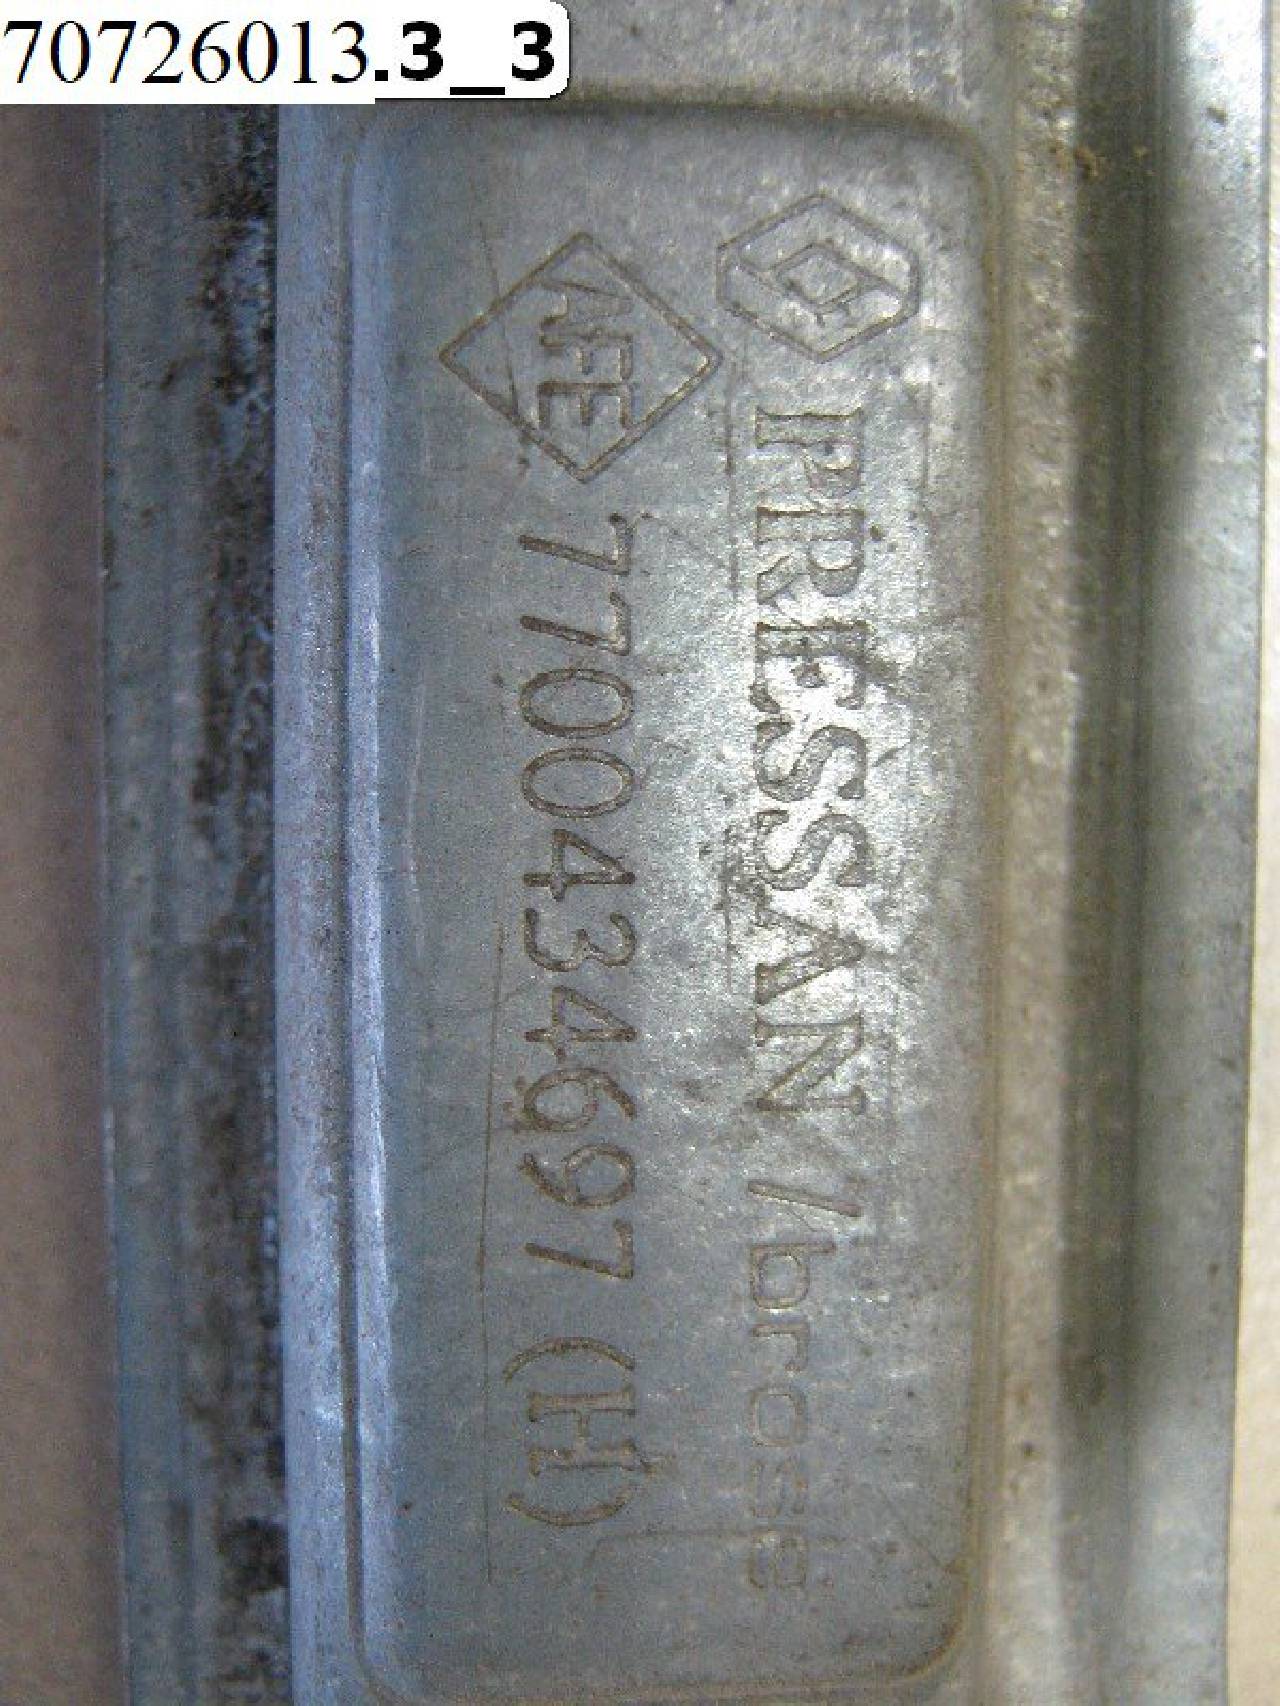 70726013.3_3
PRESSAN/brose
AFE 7700434697 (H)